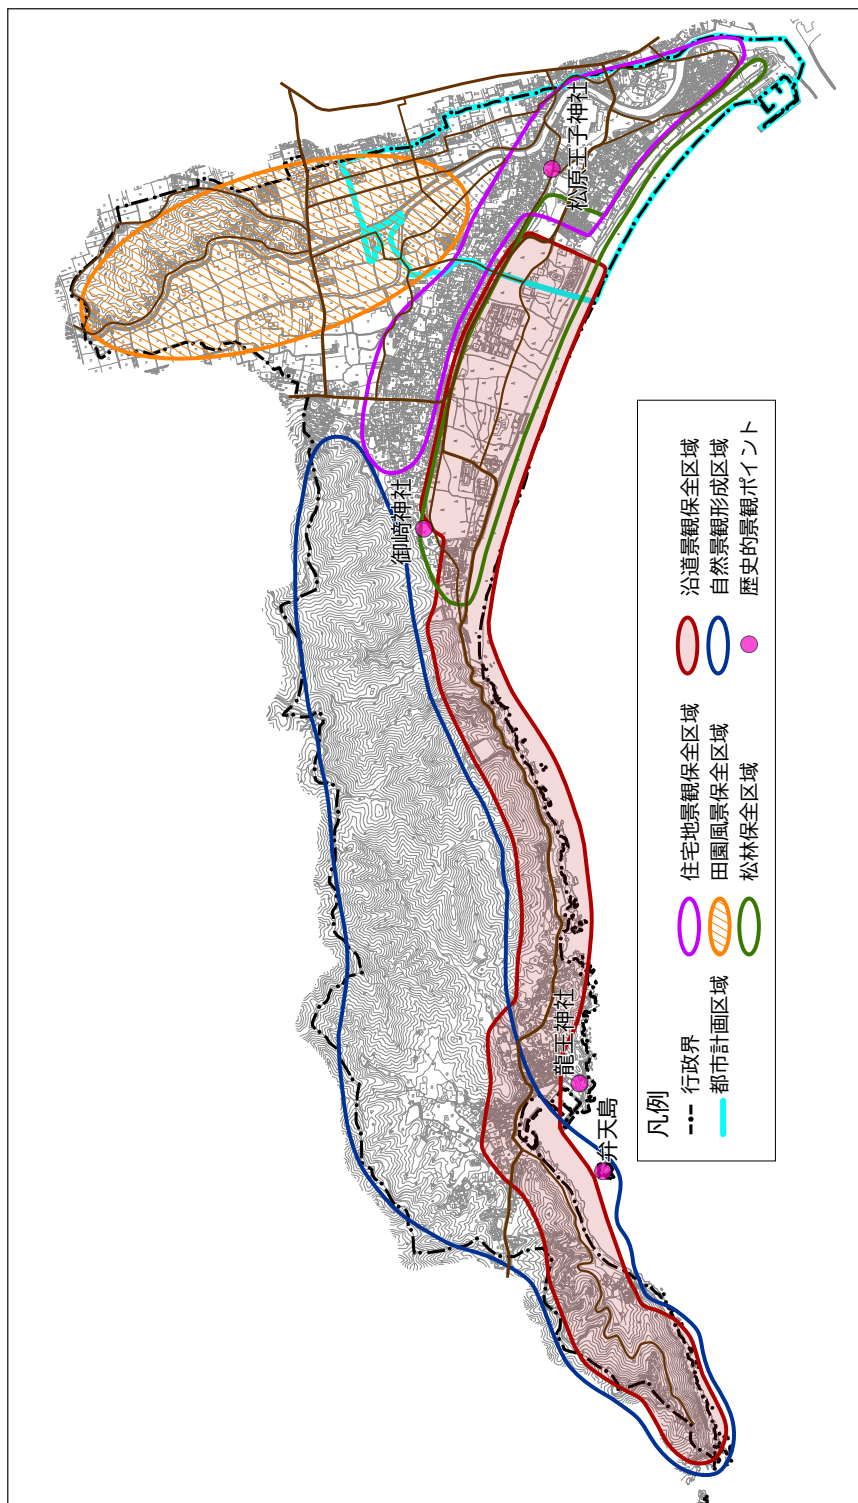 松原王子神社
御崎神社
龍王神社
弁天島
凡例
行政界
都市計画区域
住宅地景観保全区域
田園風景保全区域
松林保全区域
沿道景観保全区域
自然景観形成区域
歴史的景観ポイント